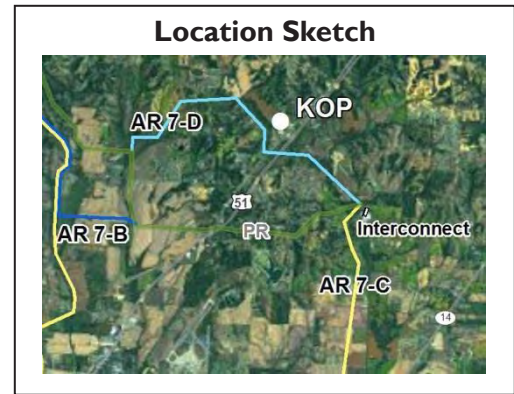 Location Sketch
KOP
AR 7-D
51
Interconnect
AR 7-B
PR
AR 7-C
14